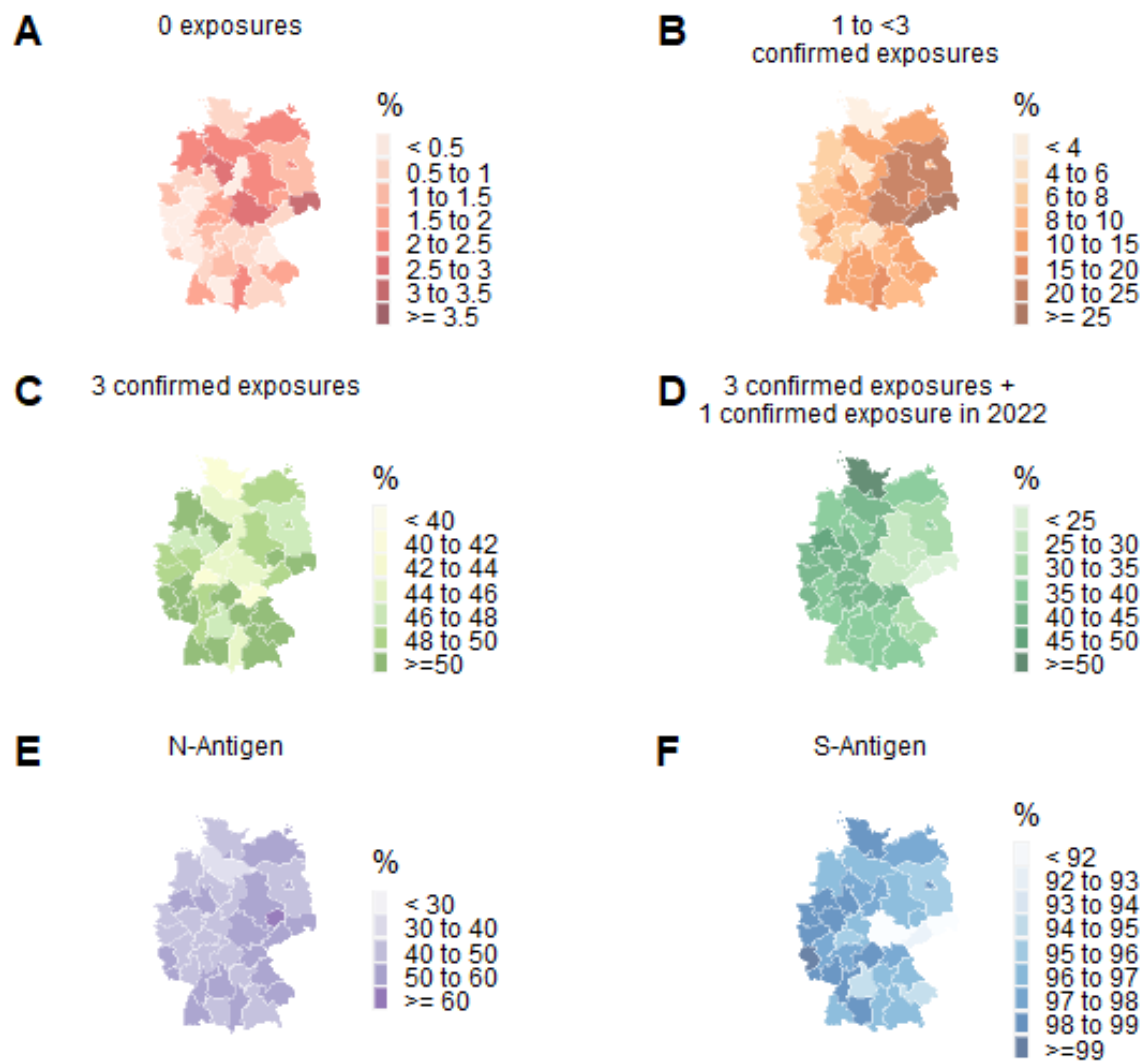 A
0 exposures
%
< 0.5
0.5 to 1
1 to 1.5
1.5 to 2
2 to 2.5
2.5 to 3
3 to 3.5
>= 3.5
B
1 to <3
confirmed exposures
%
< 4
4 to 6
6 to 8
8 to 10
10 to 15
15 to 20
20 to 25
>= 25
C
3 confirmed exposures
%
< 40
40 to 42
42 to 44
44 to 46
46 to 48
48 to 50
>=50
D
3 confirmed exposures +
1 confirmed exposure in 2022
%
< 25
25 to 30
30 to 35
35 to 40
40 to 45
45 to 50
>=50
E
N-Antigen
%
< 30
30 to 40
40 to 50
50 to 60
>= 60
F
S-Antigen
%
< 92
92 to 93
93 to 94
94 to 95
95 to 96
96 to 97
97 to 98
98 to 99
>=99